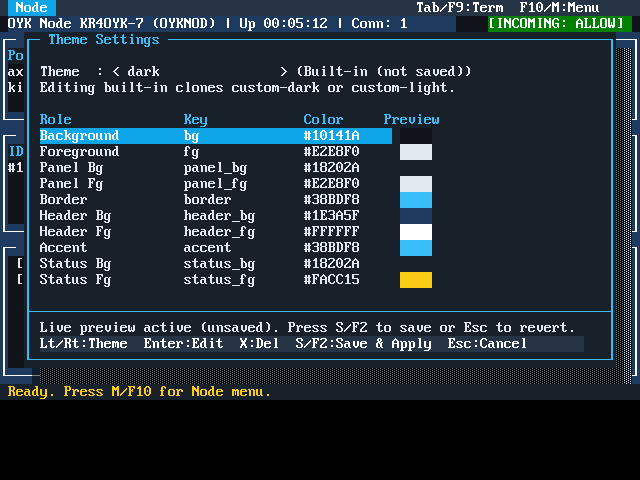 Node Tab/F9:Term F10/M:Menu
OYK Node KR4OYK-7 (OYKNOD) | Up 00:05:12 | Conn: 1 [INCOMING: ALLOW]
Theme Settings
Po
ax Theme : < dark > (Built-in (not saved))
ki Editing built-in clones custom-dark or custom-light.
Role Key Color Preview
Background bg #10141A
ID Foreground fg #E2E8F0
#1 Panel Bg panel_bg #18202A
Panel Fg panel_fg #E2E8F0
Border border #38BDF8
Header Bg header_bg #1E3A5F
Header Fg header_fg #FFFFFF
Accent accent #38BDF8
[ Status Bg status_bg #18202A
[ Status Fg status_fg #FACC15
Live preview active (unsaved). Press S/F2 to save or Esc to revert.
Lt/Rt:Theme Enter:Edit X:Del S/F2:Save & Apply Esc:Cancel
Ready. Press M/F10 for Node menu.